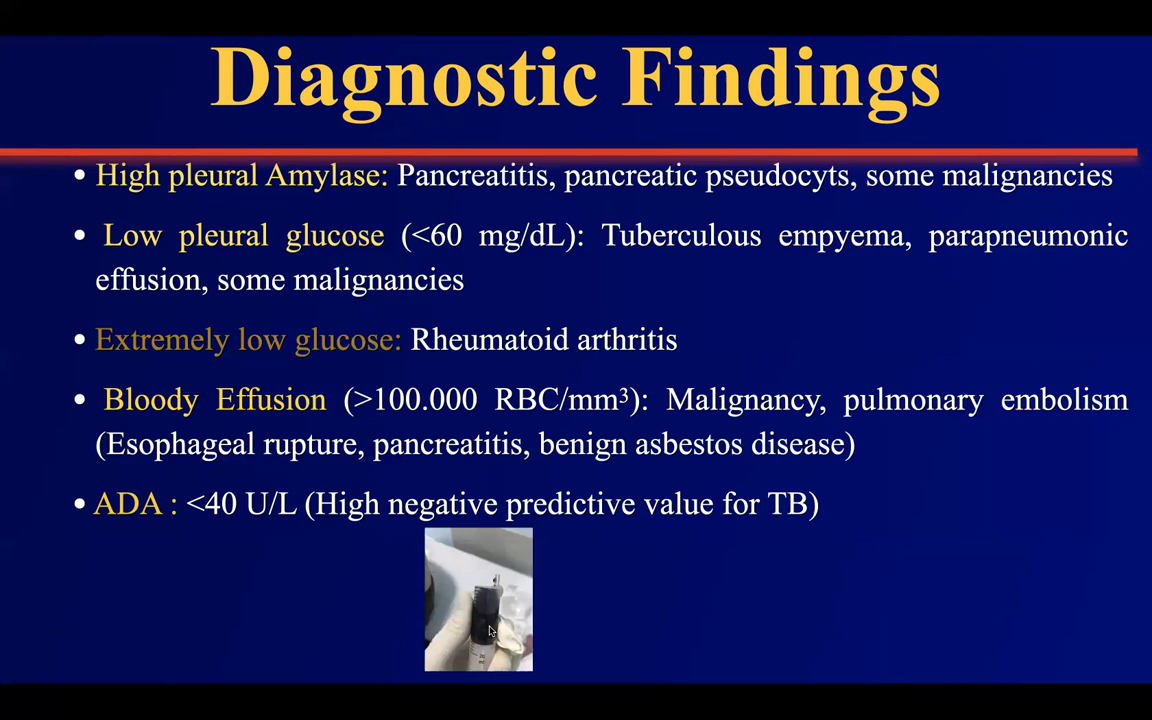 Diagnostic Findings
• High pleural Amylase: Pancreatitis, pancreatic pseudocyts, some malignancies
• Low pleural glucose (<60 mg/dL): Tuberculous empyema, parapneumonic
effusion, some malignancies
• Extremely low glucose: Rheumatoid arthritis
• Bloody Effusion (>100.000 RBC/mm³): Malignancy, pulmonary embolism
(Esophageal rupture, pancreatitis, benign asbestos disease)
• ADA : <40 U/L (High negative predictive value for TB)